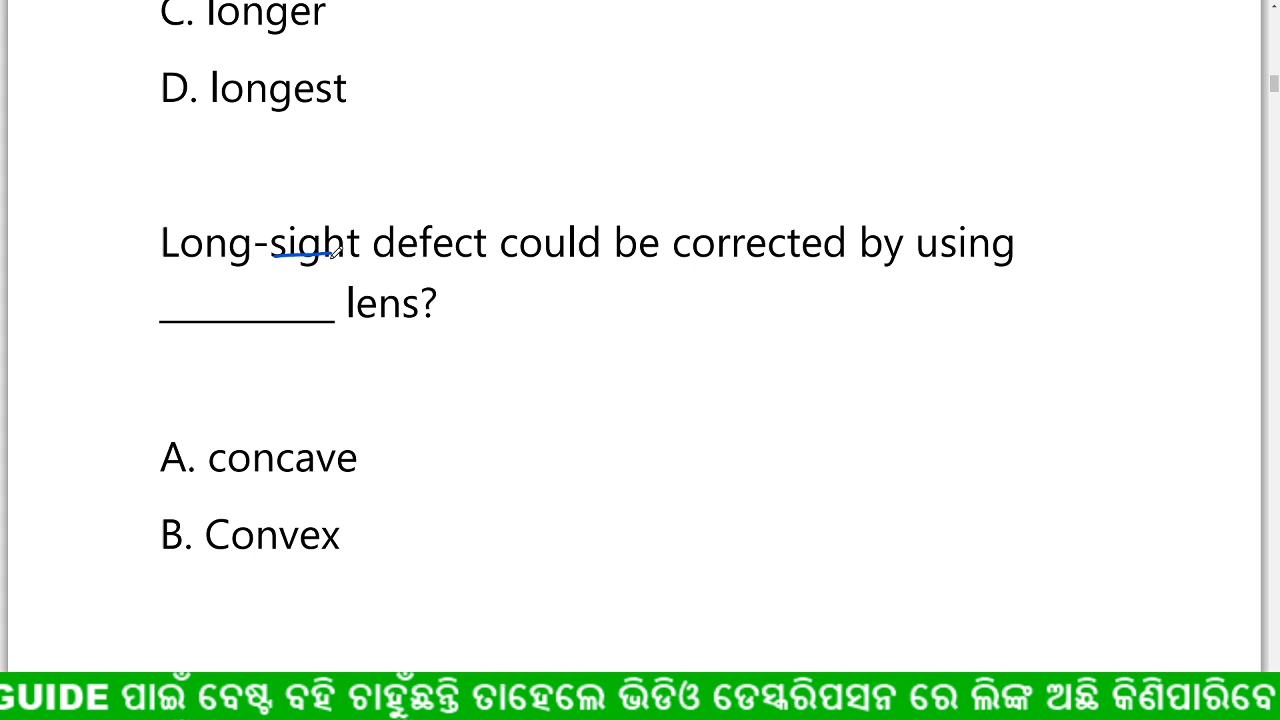 C. longer
D. longest
Long-sight defect could be corrected by using
________ lens?
A. concave
B. Convex
GUIDE ପାଇଁ ବେଷ୍ଟ ବହି ଚାହୁଁଛନ୍ତି ତାହେଲେ ଭିଡିଓ ଡେସ୍କରିପସନ ରେ ଲିଙ୍କ ଅଛି କିଣିପାରିବେ